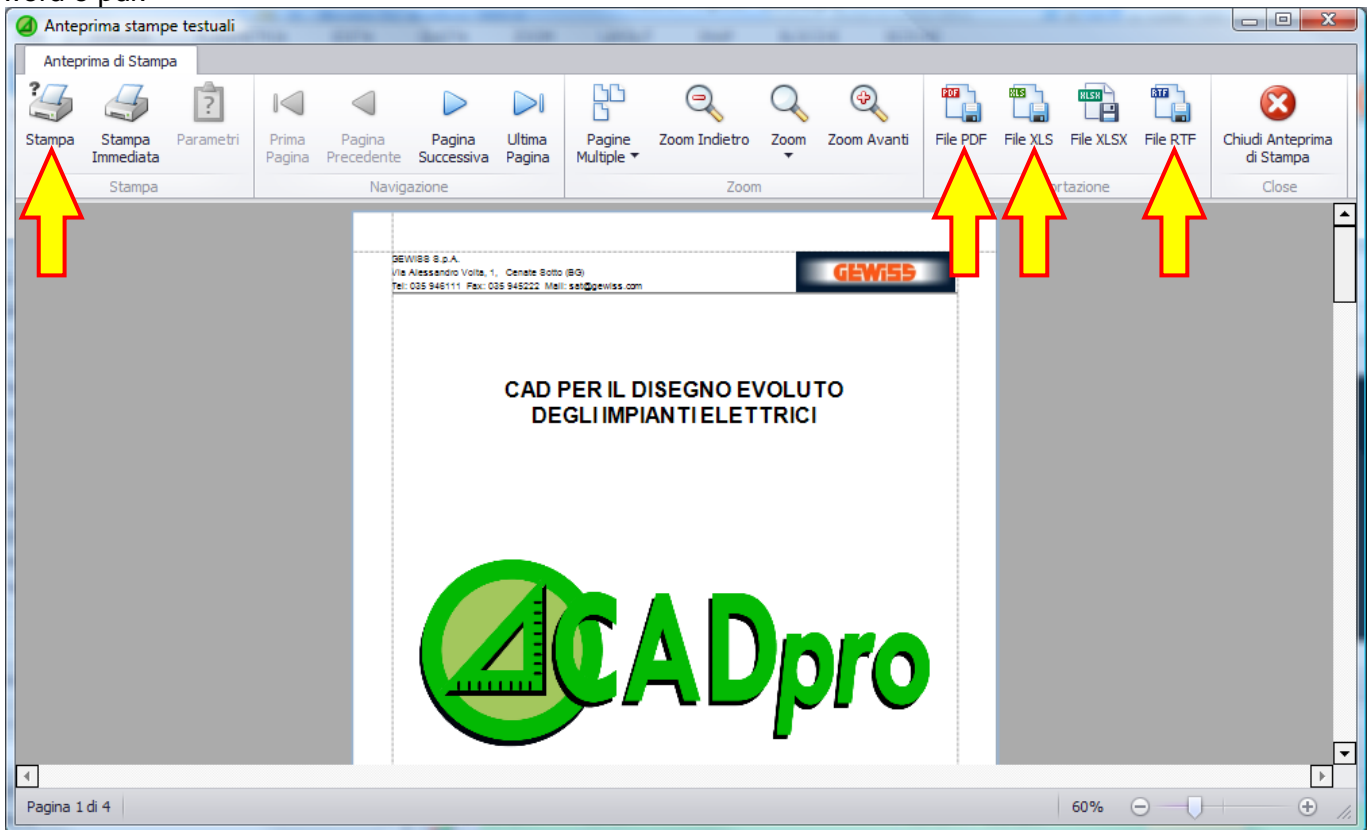 Anteprima stampe testuali
Anteprima di Stampa
Stampa
Stampa Immediata
Parametri
Prima Pagina
Pagina Precedente
Pagina Successiva
Ultima Pagina
Pagine Multiple
Zoom Indietro
Zoom
Zoom Avanti
PDF
File PDF
XLS
File XLS
XLSX
File XLSX
RTF
File RTF
Chiudi Anteprima di Stampa
Stampa
Navigazione
Zoom
rtazione
Close
GEWISS S.p.A.
Via Alessandro Volta, 1, Cenate Sotto (BG)
Tel: 035 946111 Fax: 035 945222 Mail: sat@gewiss.com
GEWISS
CAD PER IL DISEGNO EVOLUTO
DEGLI IMPIANTI ELETTRICI
CADpro
Pagina 1 di 4
60%